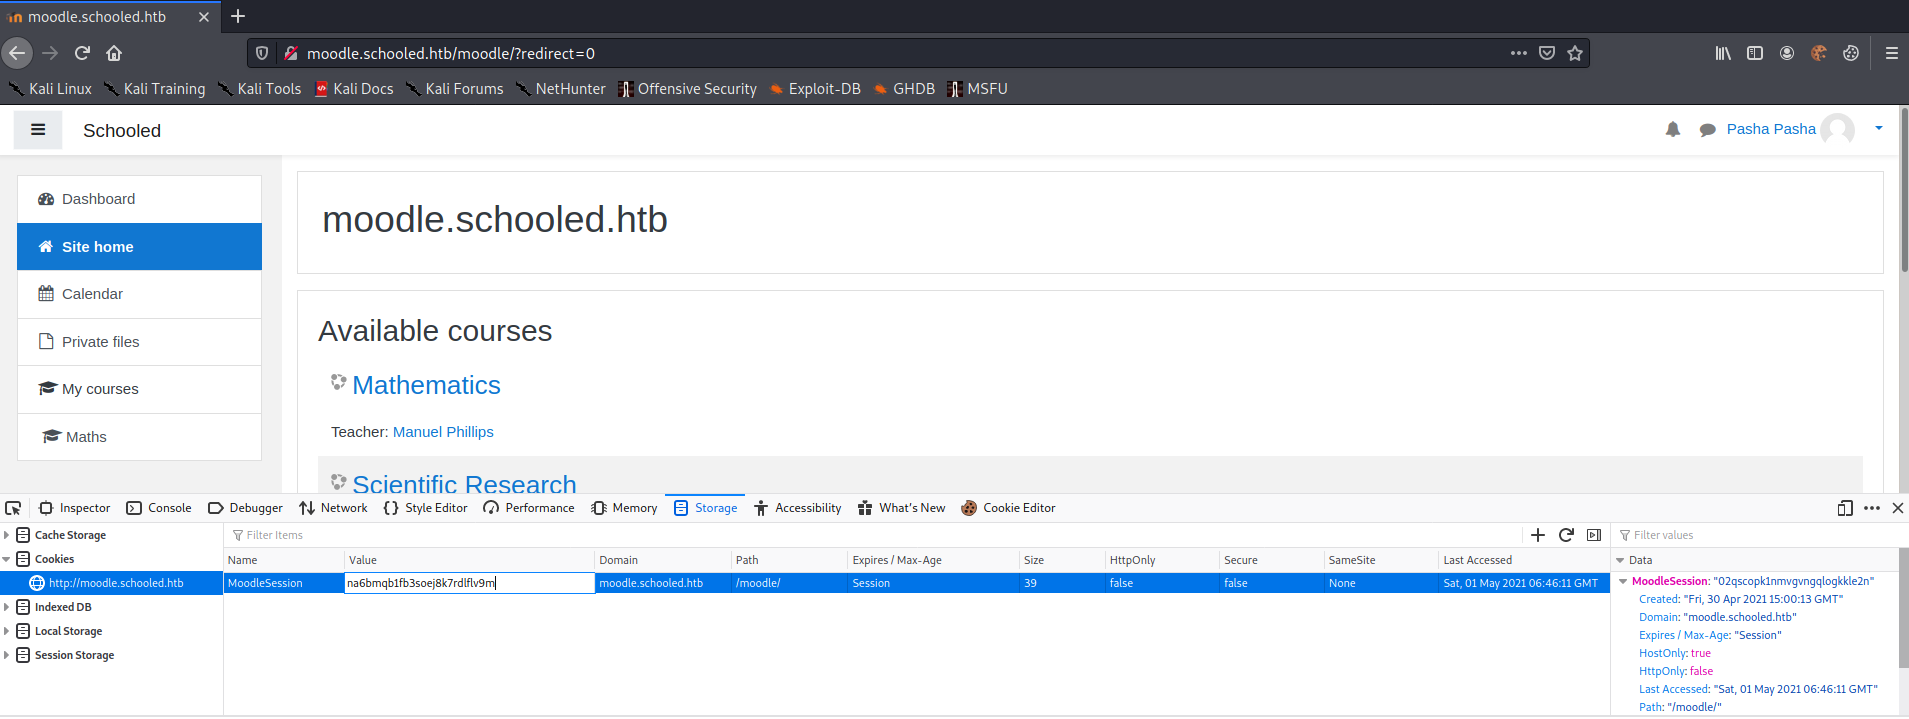 moodle.schooled.htb
moodle.schooled.htb/moodle/?redirect=0
Kali Linux Kali Training Kali Tools Kali Docs Kali Forums NetHunter Offensive Security Exploit-DB GHDB MSFU
Schooled Pasha Pasha
Dashboard
Site home
Calendar
Private files
My courses
Maths
moodle.schooled.htb
Available courses
Mathematics
Teacher: Manuel Phillips
Scientific Research
Inspector Console Debugger Network Style Editor Performance Memory Storage Accessibility What's New Cookie Editor
Cache Storage
Cookies
http://moodle.schooled.htb
Indexed DB
Local Storage
Session Storage
Filter Items
Name Value Domain Path Expires / Max-Age Size HttpOnly Secure SameSite Last Accessed
MoodleSession na6bmqb1fb3soej8k7rdlflv9m moodle.schooled.htb /moodle/ Session 39 false false None Sat, 01 May 2021 06:46:11 GMT
Filter values
Data
MoodleSession: "02qscopk1nmvgvngqlogkkle2n"
Created: "Fri, 30 Apr 2021 15:00:13 GMT"
Domain: "moodle.schooled.htb"
Expires / Max-Age: "Session"
HostOnly: true
HttpOnly: false
Last Accessed: "Sat, 01 May 2021 06:46:11 GMT"
Path: "/moodle/"